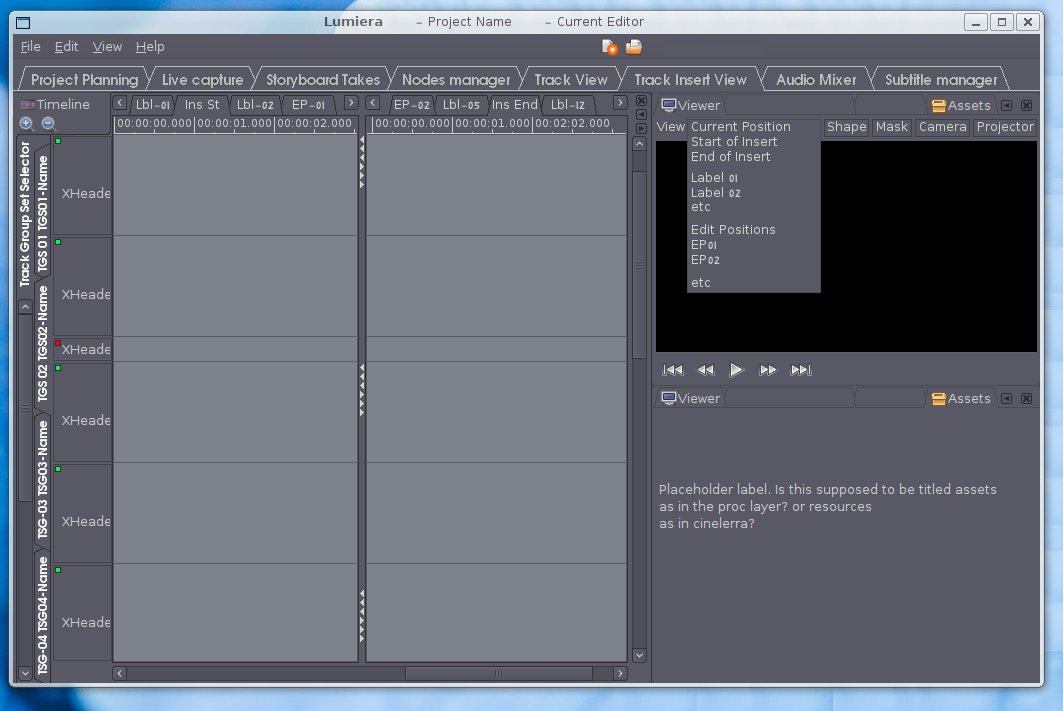 Lumiera – Project Name – Current Editor
File Edit View Help
Project Planning Live capture Storyboard Takes Nodes manager Track View Track Insert View Audio Mixer Subtitle manager
Timeline
Lbl-01 Ins St Lbl-02 EP-01
EP-02 Lbl-05 Ins End Lbl-12
00:00:00.000 00:00:01.000 00:00:02.000
00:00:00.000 00:00:01.000 00:02:02.000
Track Group Set Selector
TGS 01 TGS01-Name
TGS 02 TGS02-Name
TSG-03 TSG03-Name
TSG-04 TSG04-Name
XHeade
XHeade
XHeade
XHeade
XHeade
XHeade
Viewer Assets
View Shape Mask Camera Projector
Current Position
Start of Insert
End of Insert
Label 01
Label 02
etc
Edit Positions
EP01
EP02
etc
Viewer Assets
Placeholder label. Is this supposed to be titled assets
as in the proc layer? or resources
as in cinelerra?